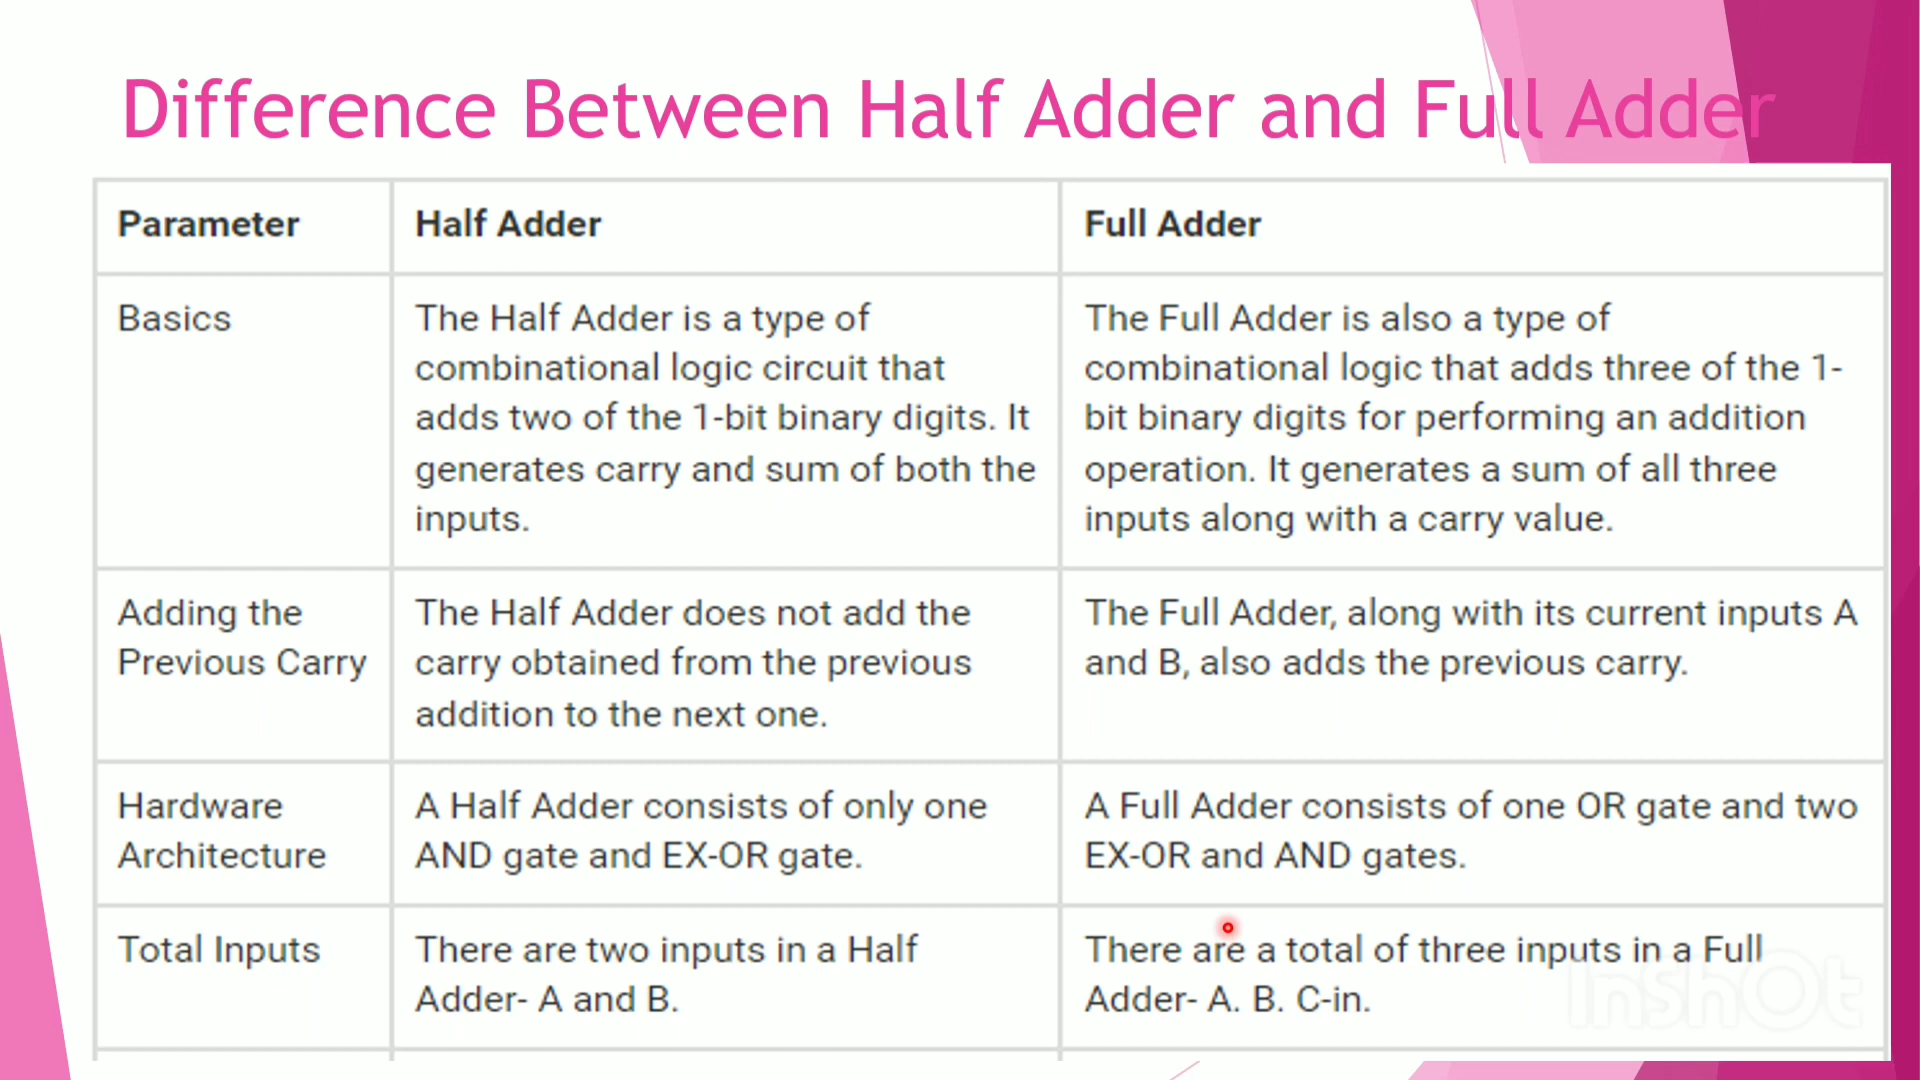 Difference Between Half Adder and Full Adder
Parameter
Half Adder
Full Adder
Basics
The Half Adder is a type of
combinational logic circuit that
adds two of the 1-bit binary digits. It
generates carry and sum of both the
inputs.
The Full Adder is also a type of
combinational logic that adds three of the 1-
bit binary digits for performing an addition
operation. It generates a sum of all three
inputs along with a carry value.
Adding the
Previous Carry
The Half Adder does not add the
carry obtained from the previous
addition to the next one.
The Full Adder, along with its current inputs A
and B, also adds the previous carry.
Hardware
Architecture
A Half Adder consists of only one
AND gate and EX-OR gate.
A Full Adder consists of one OR gate and two
EX-OR and AND gates.
Total Inputs
There are two inputs in a Half
Adder- A and B.
There are a total of three inputs in a Full
Adder- A. B. C-in.
InShOt